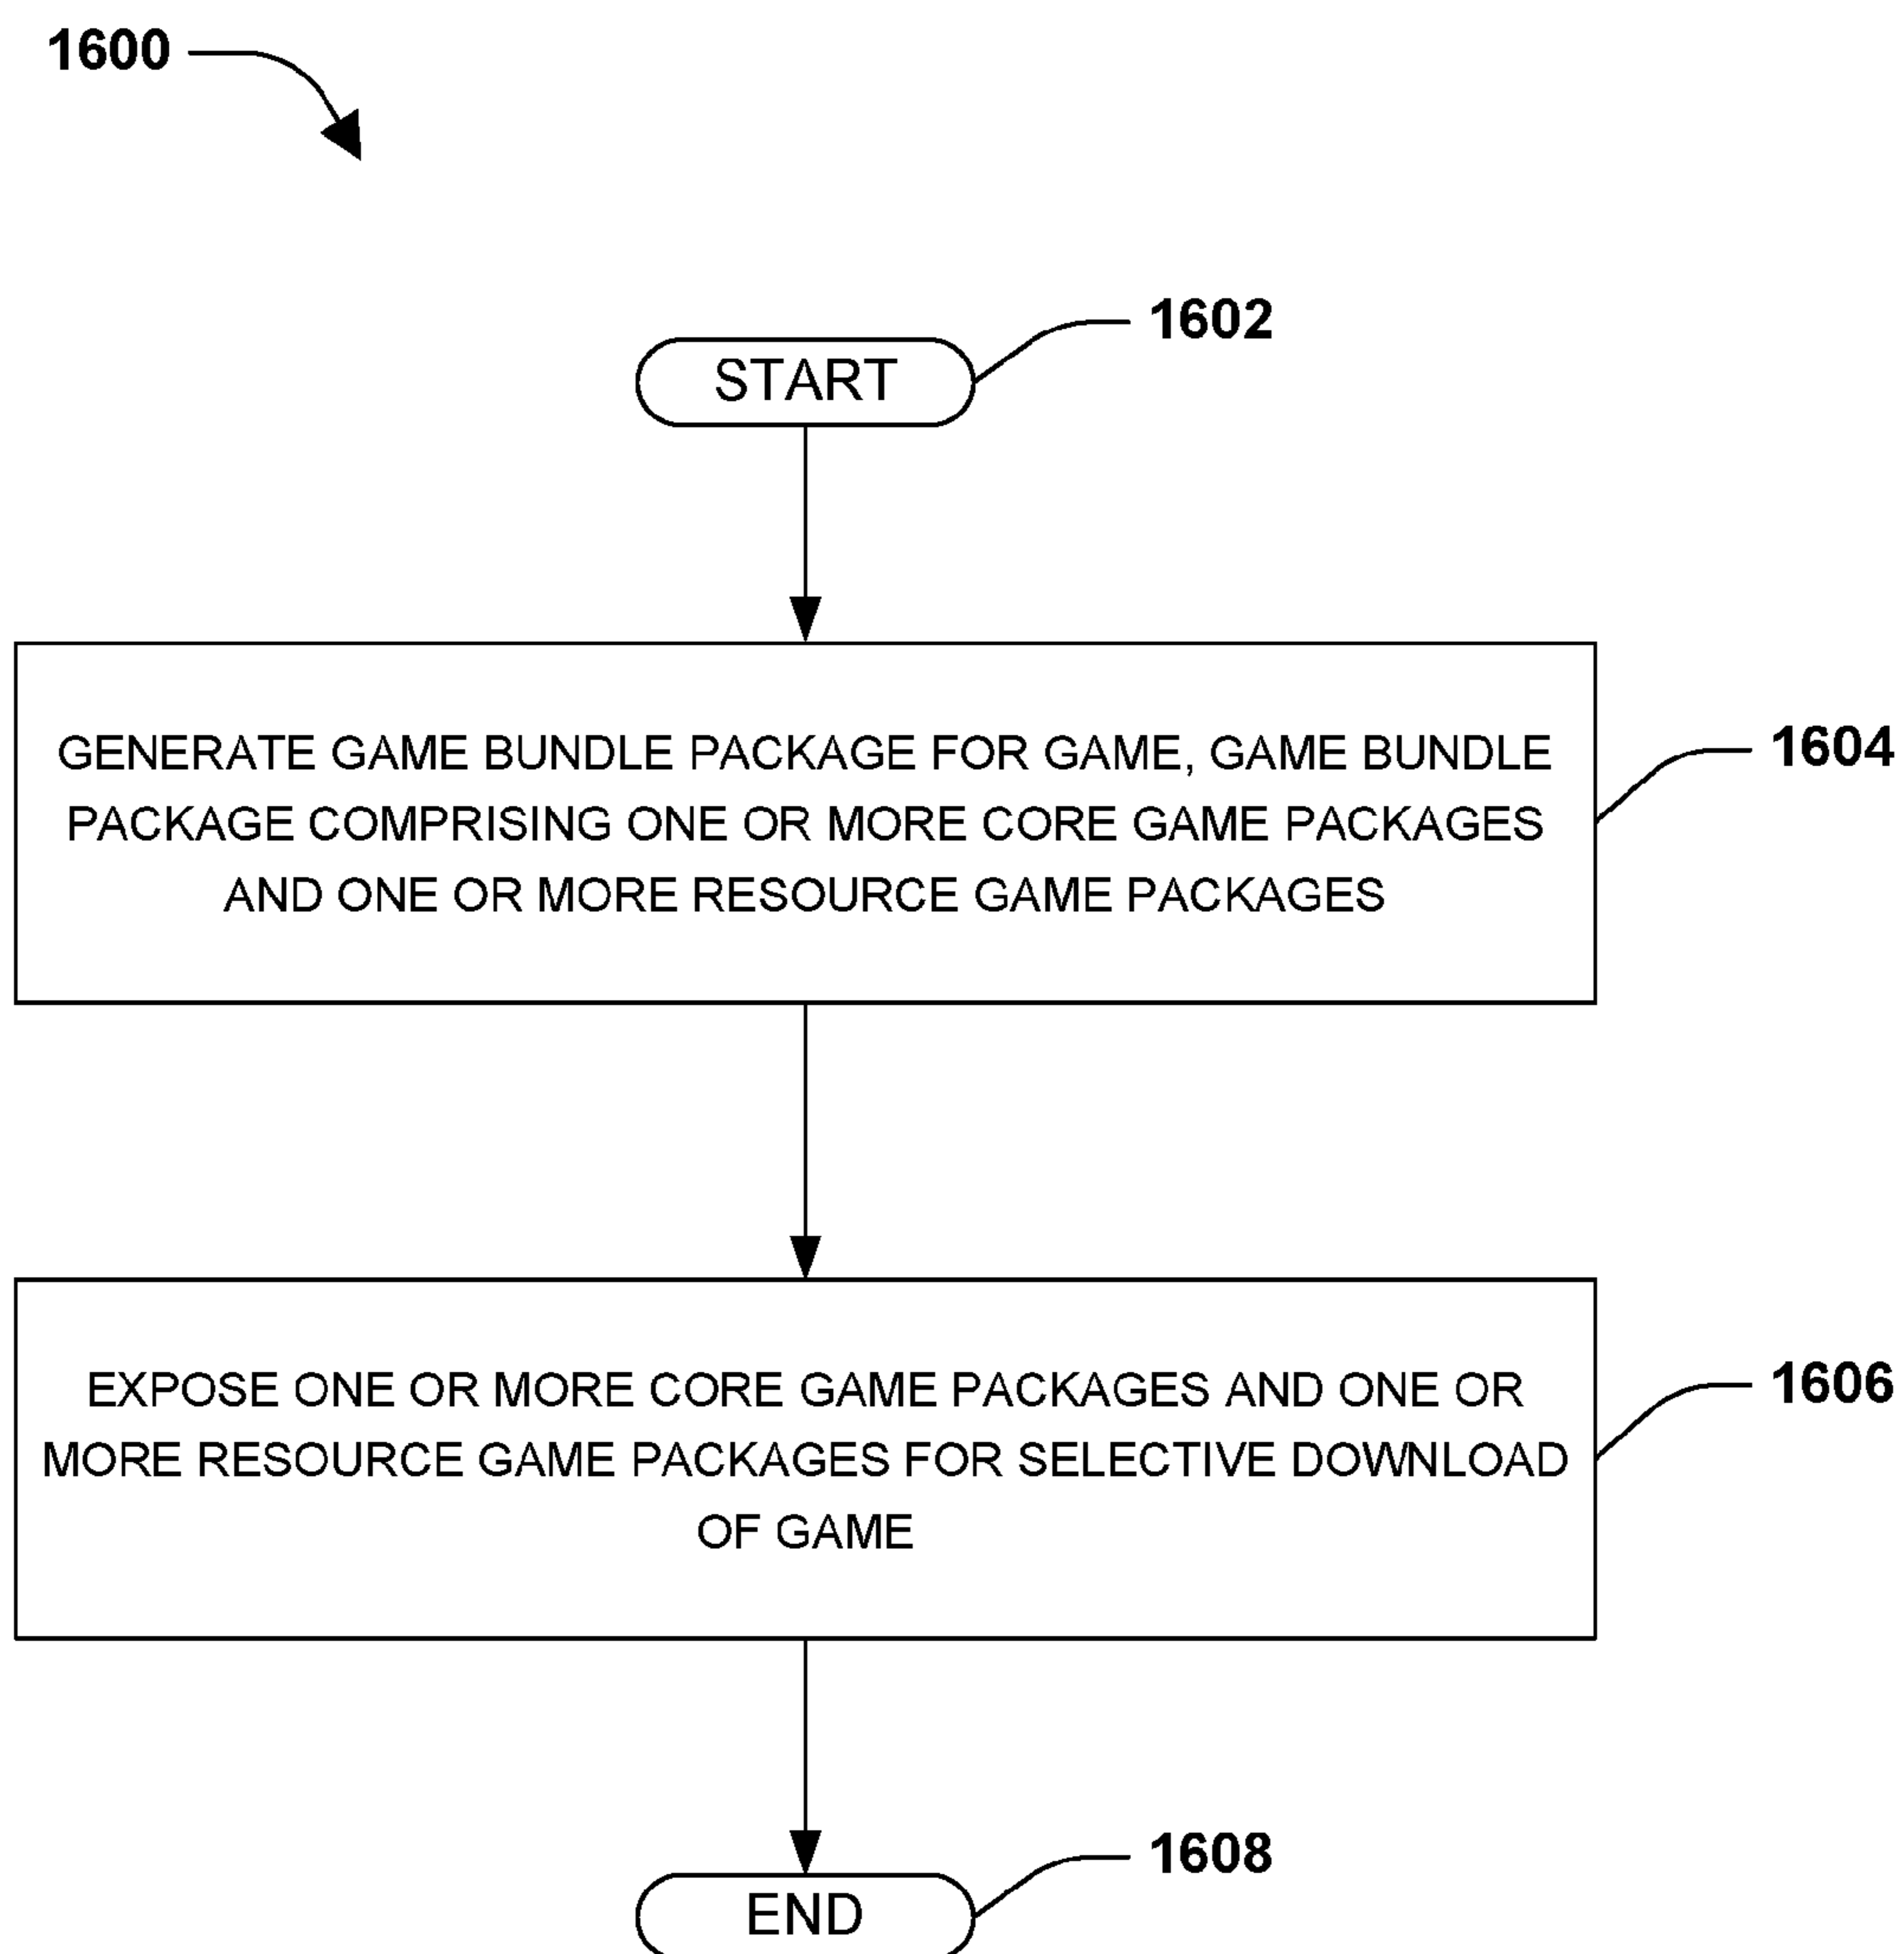 1600
1602
START
GENERATE GAME BUNDLE PACKAGE FOR GAME, GAME BUNDLE
PACKAGE COMPRISING ONE OR MORE CORE GAME PACKAGES
AND ONE OR MORE RESOURCE GAME PACKAGES
1604
EXPOSE ONE OR MORE CORE GAME PACKAGES AND ONE OR
MORE RESOURCE GAME PACKAGES FOR SELECTIVE DOWNLOAD
OF GAME
1606
1608
END